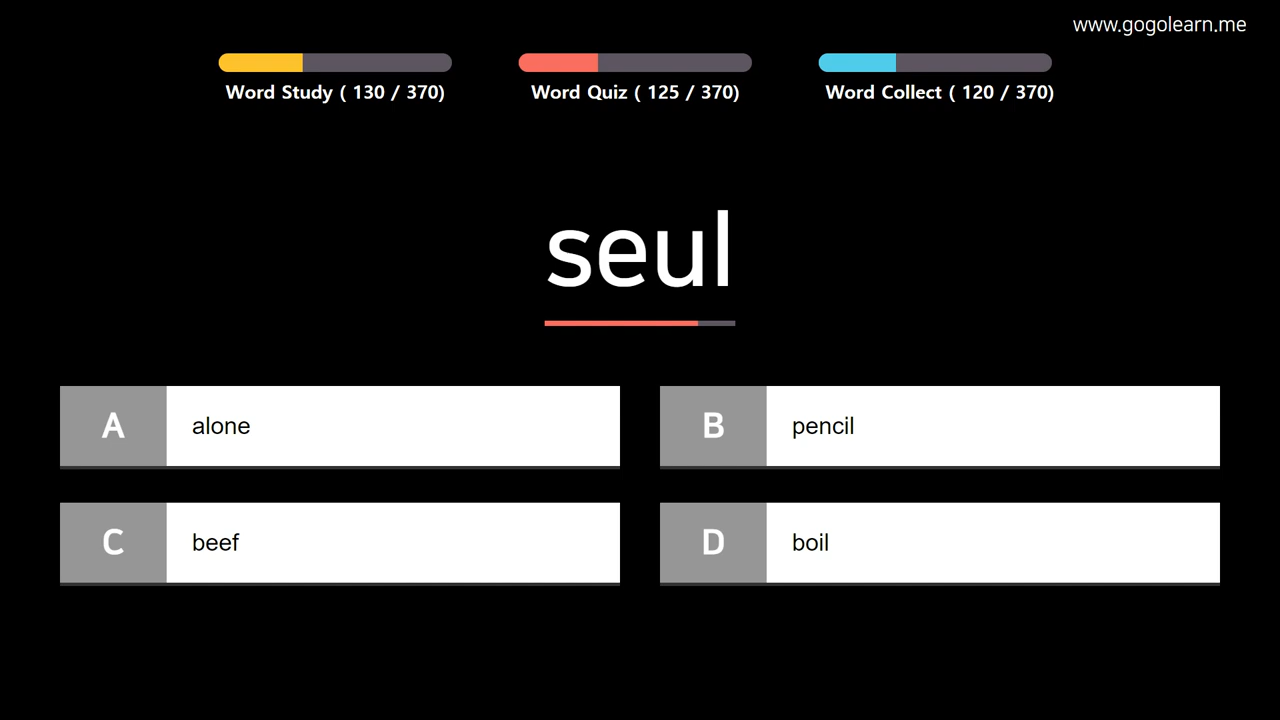 www.gogolearn.me
Word Study ( 130 / 370)
Word Quiz ( 125 / 370)
Word Collect ( 120 / 370)
seul
A alone
B pencil
C beef
D boil